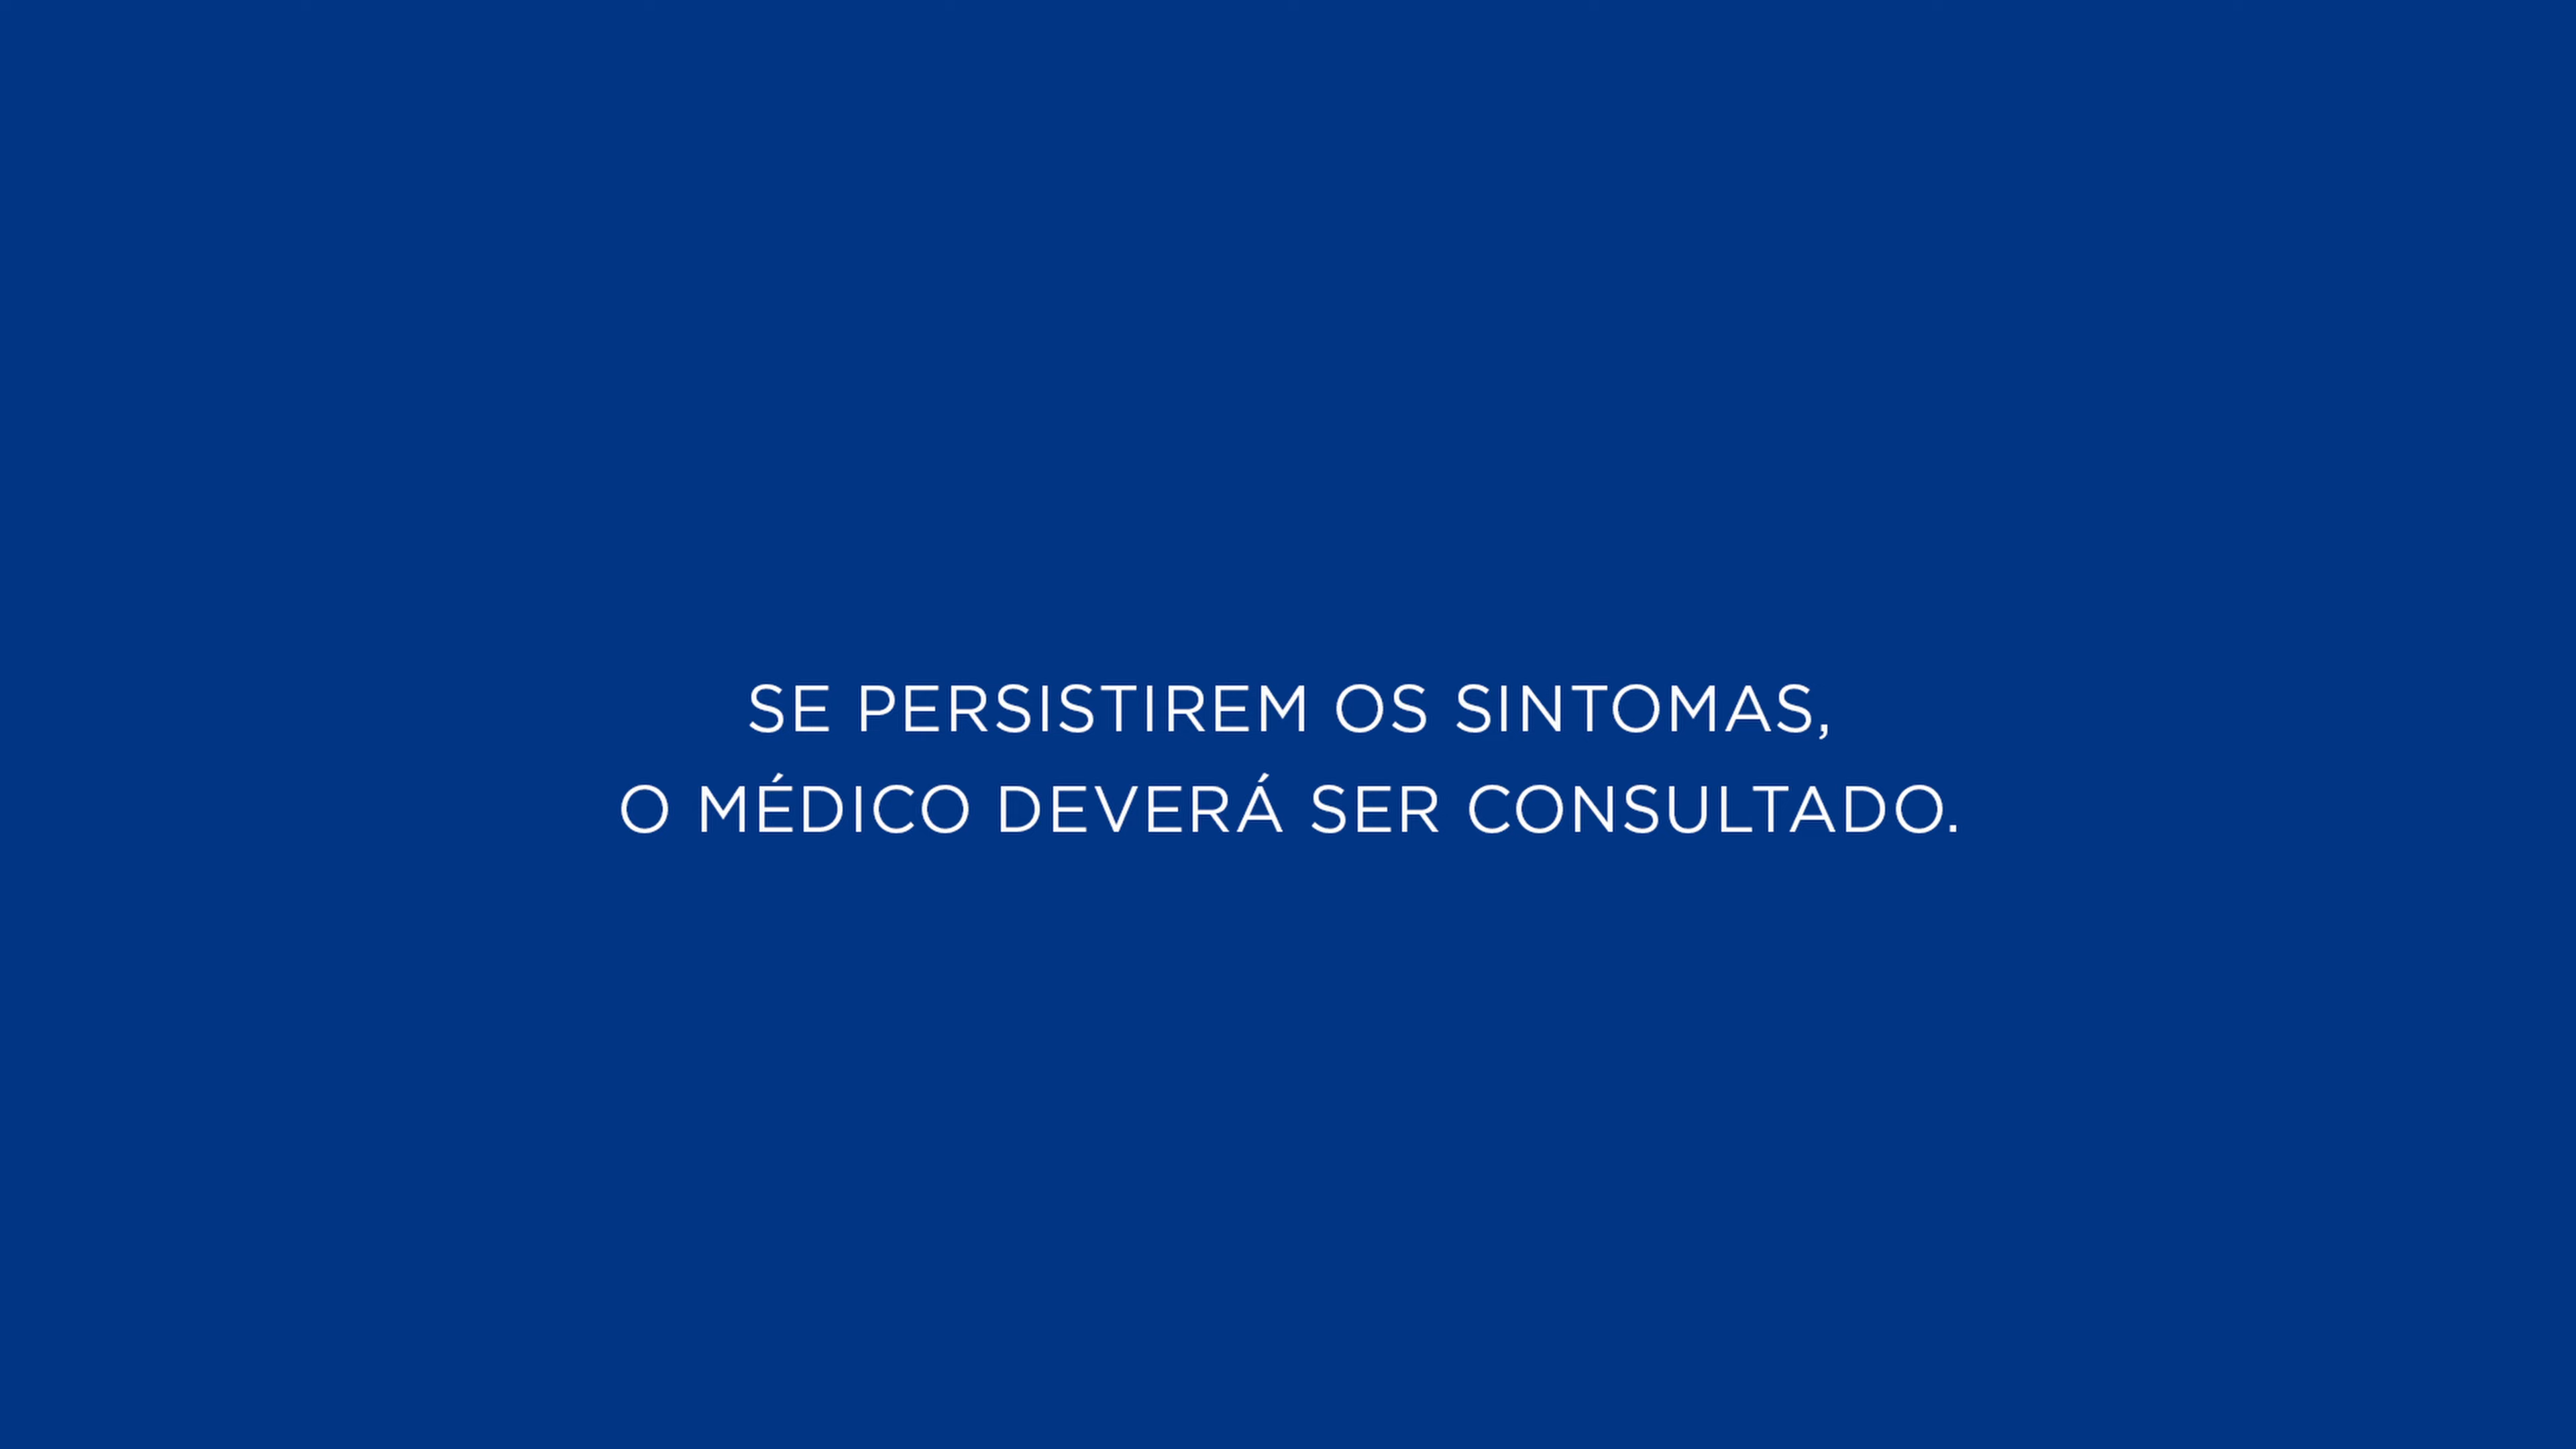 SE PERSISTIREM OS SINTOMAS,
O MÉDICO DEVERÁ SER CONSULTADO.